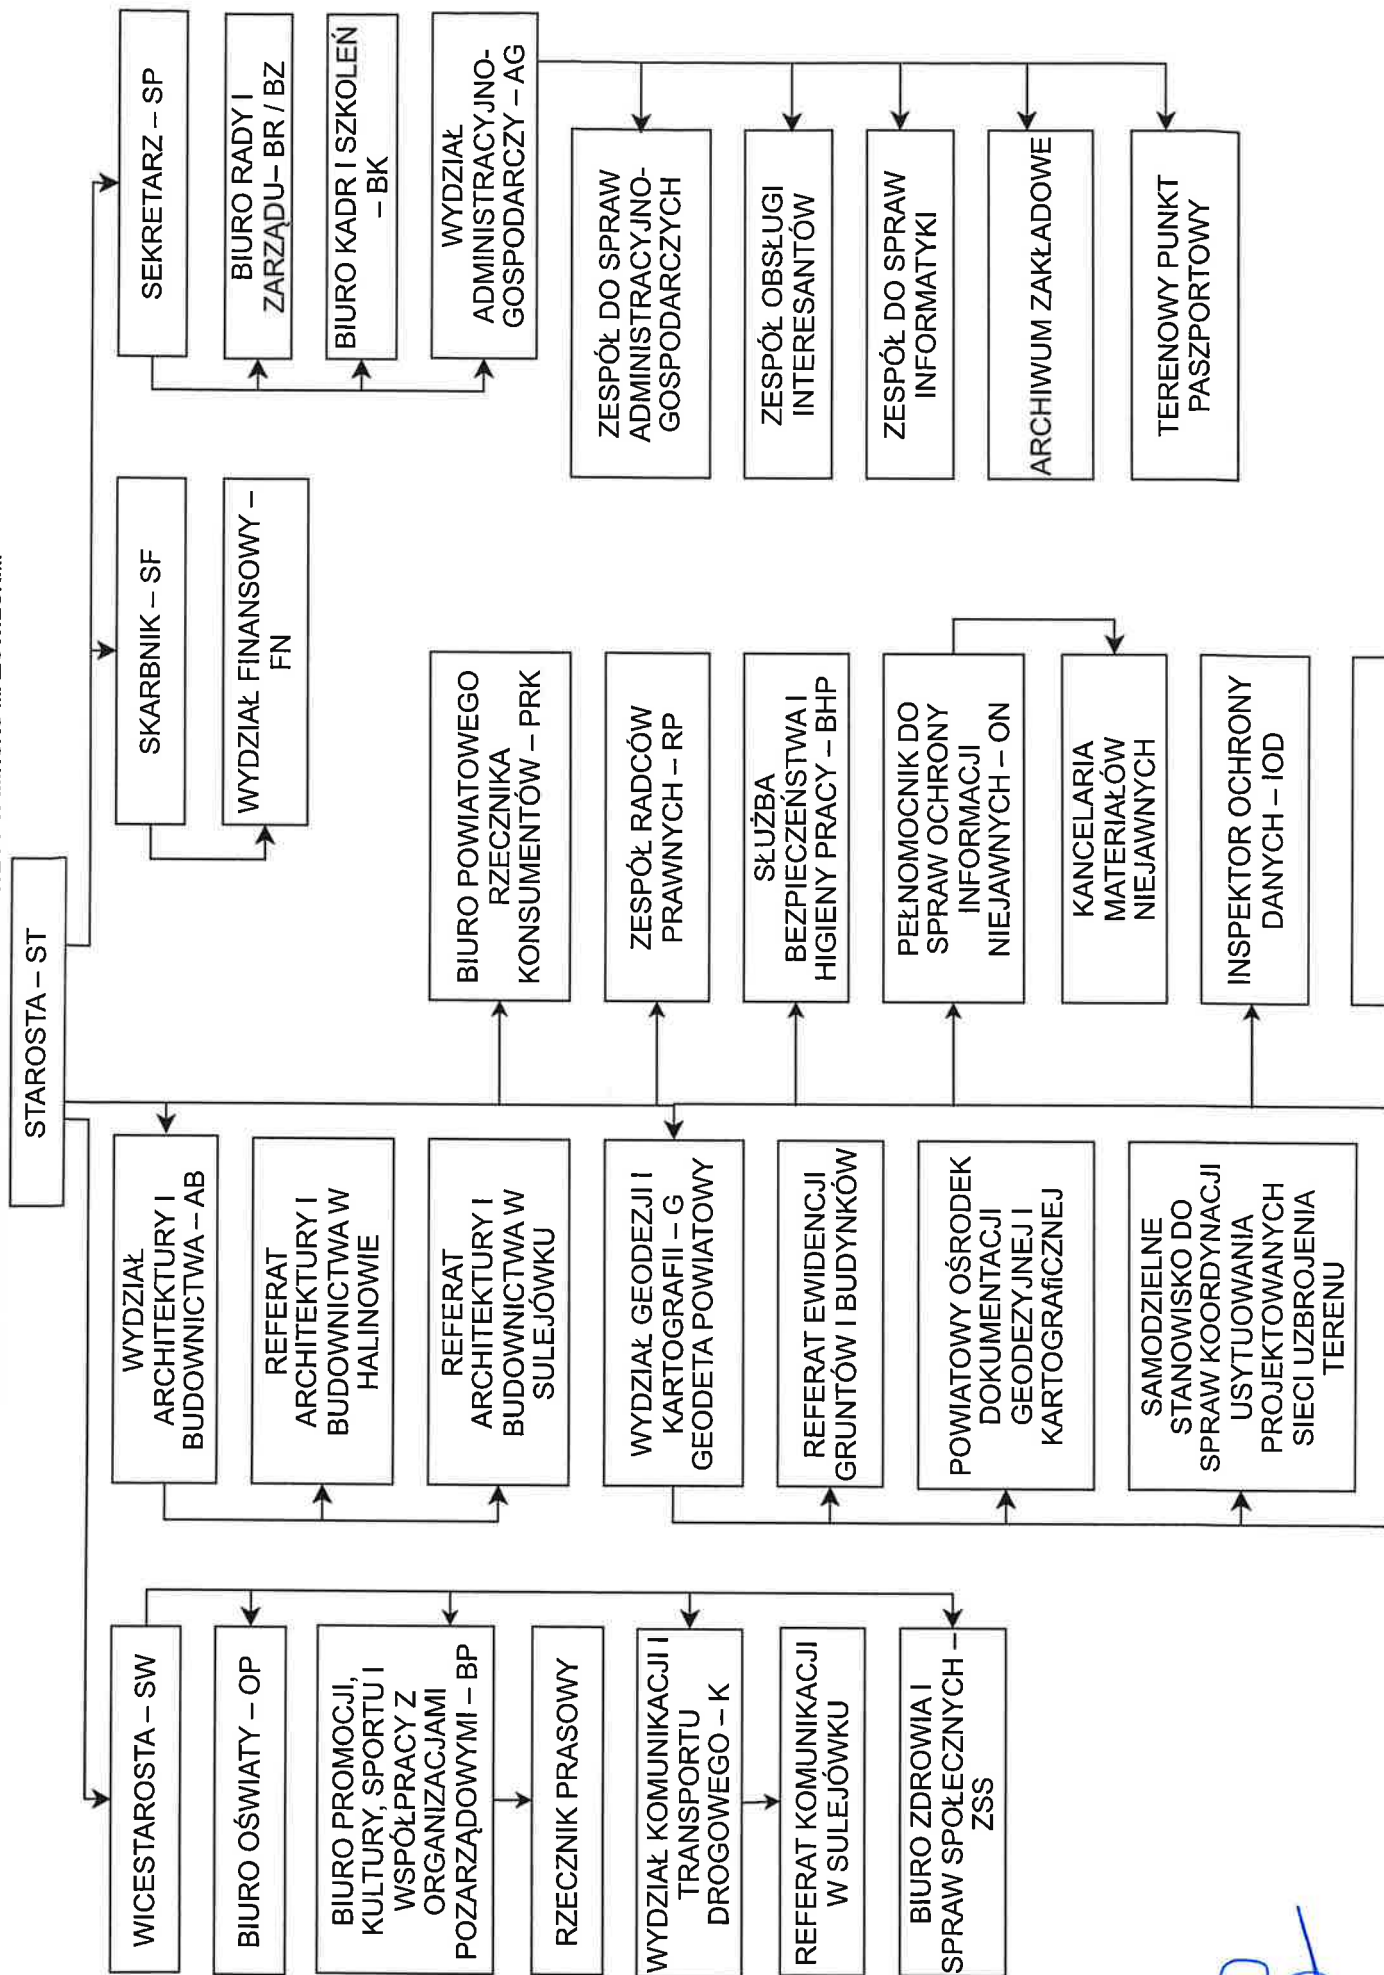 STAROSTA – ST
WICESTAROSTA – SW
BIURO OŚWIATY – OP
BIURO PROMOCJI,
KULTURY, SPORTU I
WSPÓŁPRACY Z
ORGANIZACJAMI
POZARZĄDOWYMI – BP
RZECZNIK PRASOWY
WYDZIAŁ KOMUNIKACJI I
TRANSPORTU
DROGOWEGO – K
REFERAT KOMUNIKACJI
W SULEJÓWKU
BIURO ZDROWIA I
SPRAW SPOŁECZNYCH –
ZSS
WYDZIAŁ
ARCHITEKTURY I
BUDOWNICTWA – AB
REFERAT
ARCHITEKTURY I
BUDOWNICTWA W
HALINOWIE
REFERAT
ARCHITEKTURY I
BUDOWNICTWA W
SULEJÓWKU
WYDZIAŁ GEODEZJI I
KARTOGRAFII – G
GEODETA POWIATOWY
REFERAT EWIDENCJI
GRUNTÓW I BUDYNKÓW
POWIATOWY OŚRODEK
DOKUMENTACJI
GEODEZYJNEJ I
KARTOGRAfICZNEJ
SAMODZIELNE
STANOWISKO DO
SPRAW KOORDYNACJI
USYTUOWANIA
PROJEKTOWANYCH
SIECI UZBROJENIA
TERENU
BIURO POWIATOWEGO
RZECZNIKA
KONSUMENTÓW – PRK
ZESPÓŁ RADCÓW
PRAWNYCH – RP
SŁUŻBA
BEZPIECZEŃSTWA I
HIGIENY PRACY – BHP
PEŁNOMOCNIK DO
SPRAW OCHRONY
INFORMACJI
NIEJAWNYCH – ON
KANCELARIA
MATERIAŁÓW
NIEJAWNYCH
INSPEKTOR OCHRONY
DANYCH – IOD
SKARBNIK – SF
WYDZIAŁ FINANSOWY –
FN
SEKRETARZ – SP
BIURO RADY I
ZARZĄDU– BR / BZ
BIURO KADR I SZKOLEŃ
– BK
WYDZIAŁ
ADMINISTRACYJNO-
GOSPODARCZY – AG
ZESPÓŁ DO SPRAW
ADMINISTRACYJNO-
GOSPODARCZYCH
ZESPÓŁ OBSŁUGI
INTERESANTÓW
ZESPÓŁ DO SPRAW
INFORMATYKI
ARCHIWUM ZAKŁADOWE
TERENOWY PUNKT
PASZPORTOWY